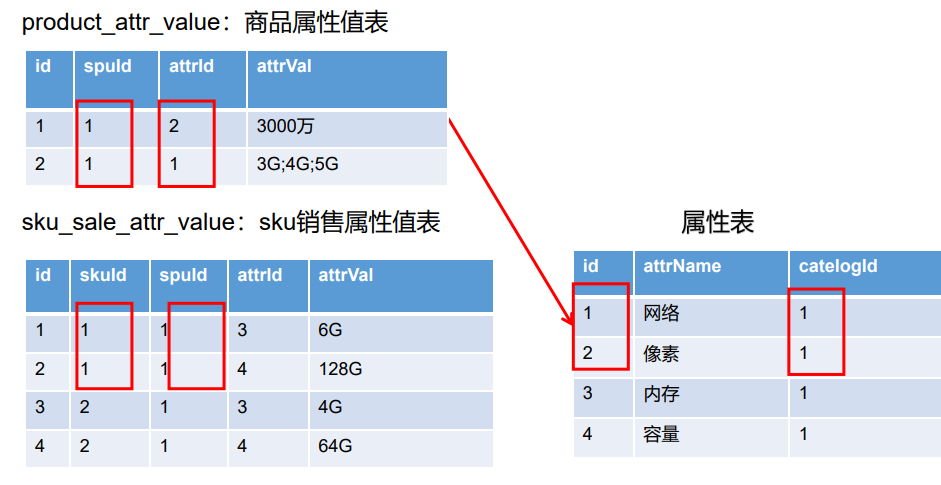 product_attr_value：商品属性值表
id spuId attrId attrVal
1 1 2 3000万
2 1 1 3G;4G;5G
sku_sale_attr_value：sku销售属性值表
id skuId spuId attrId attrVal
1 1 1 3 6G
2 1 1 4 128G
3 2 1 3 4G
4 2 1 4 64G
属性表
id attrName catelogId
1 网络 1
2 像素 1
3 内存 1
4 容量 1